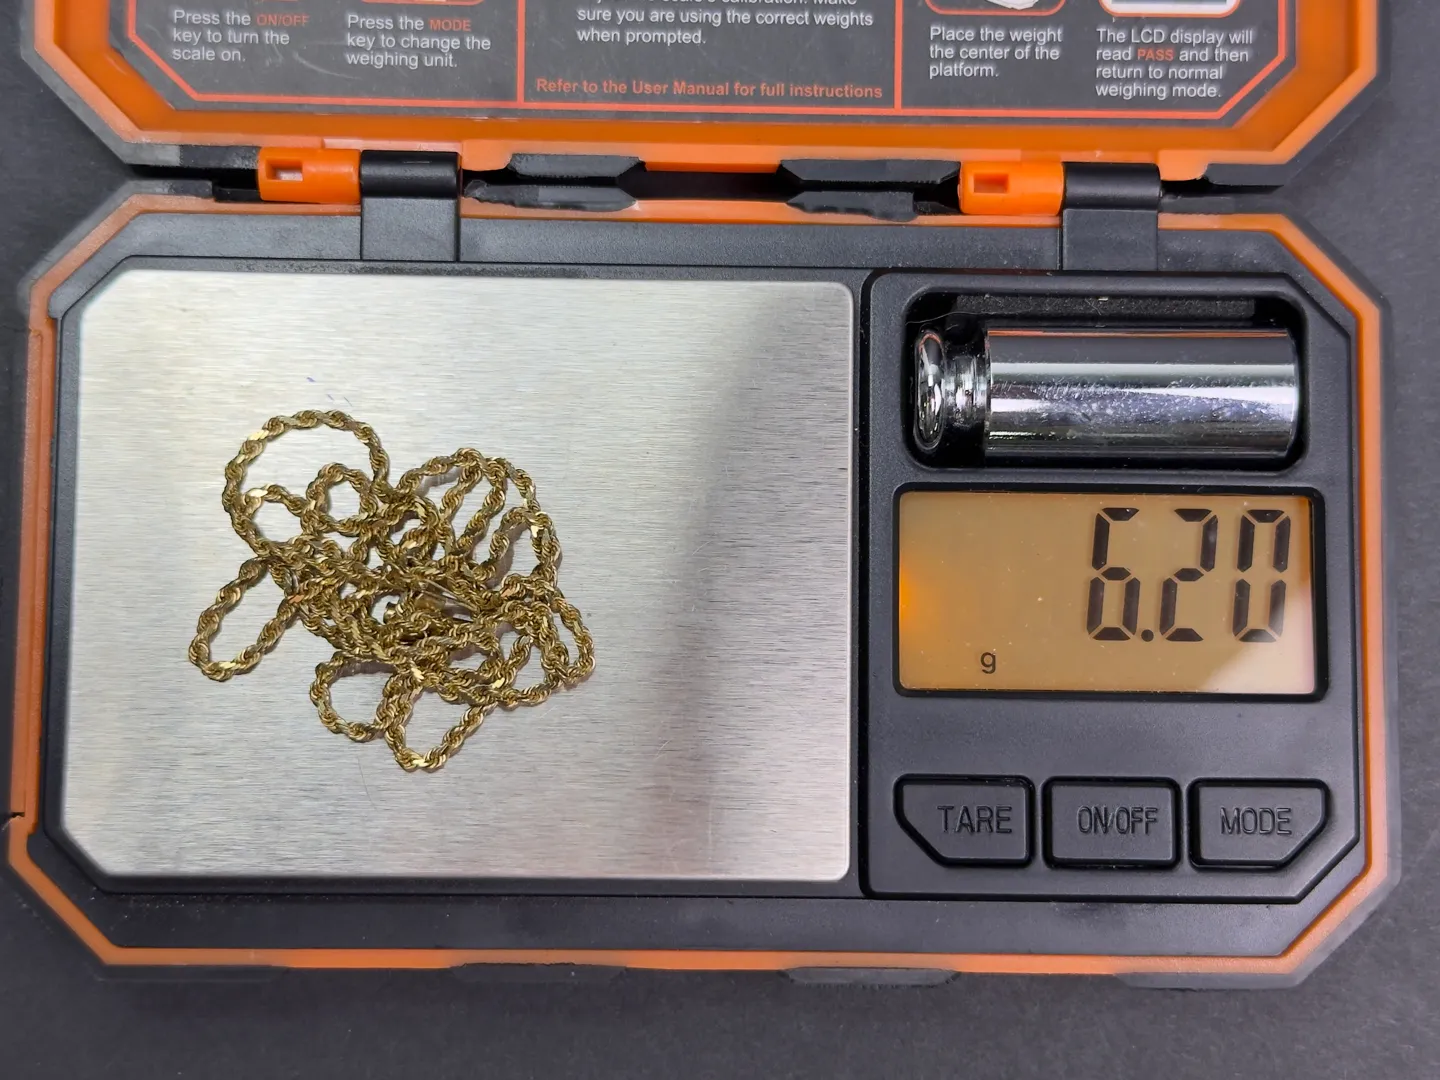 Press the ON/OFF
key to turn the
scale on.
Press the MODE
key to change the
weighing unit.
sure you are using the correct weights
when prompted.
Refer to the User Manual for full instructions
Place the weight
the center of the
platform.
The LCD display will
read PASS and then
return to normal
weighing mode.
6.20
g
TARE
ON/OFF
MODE